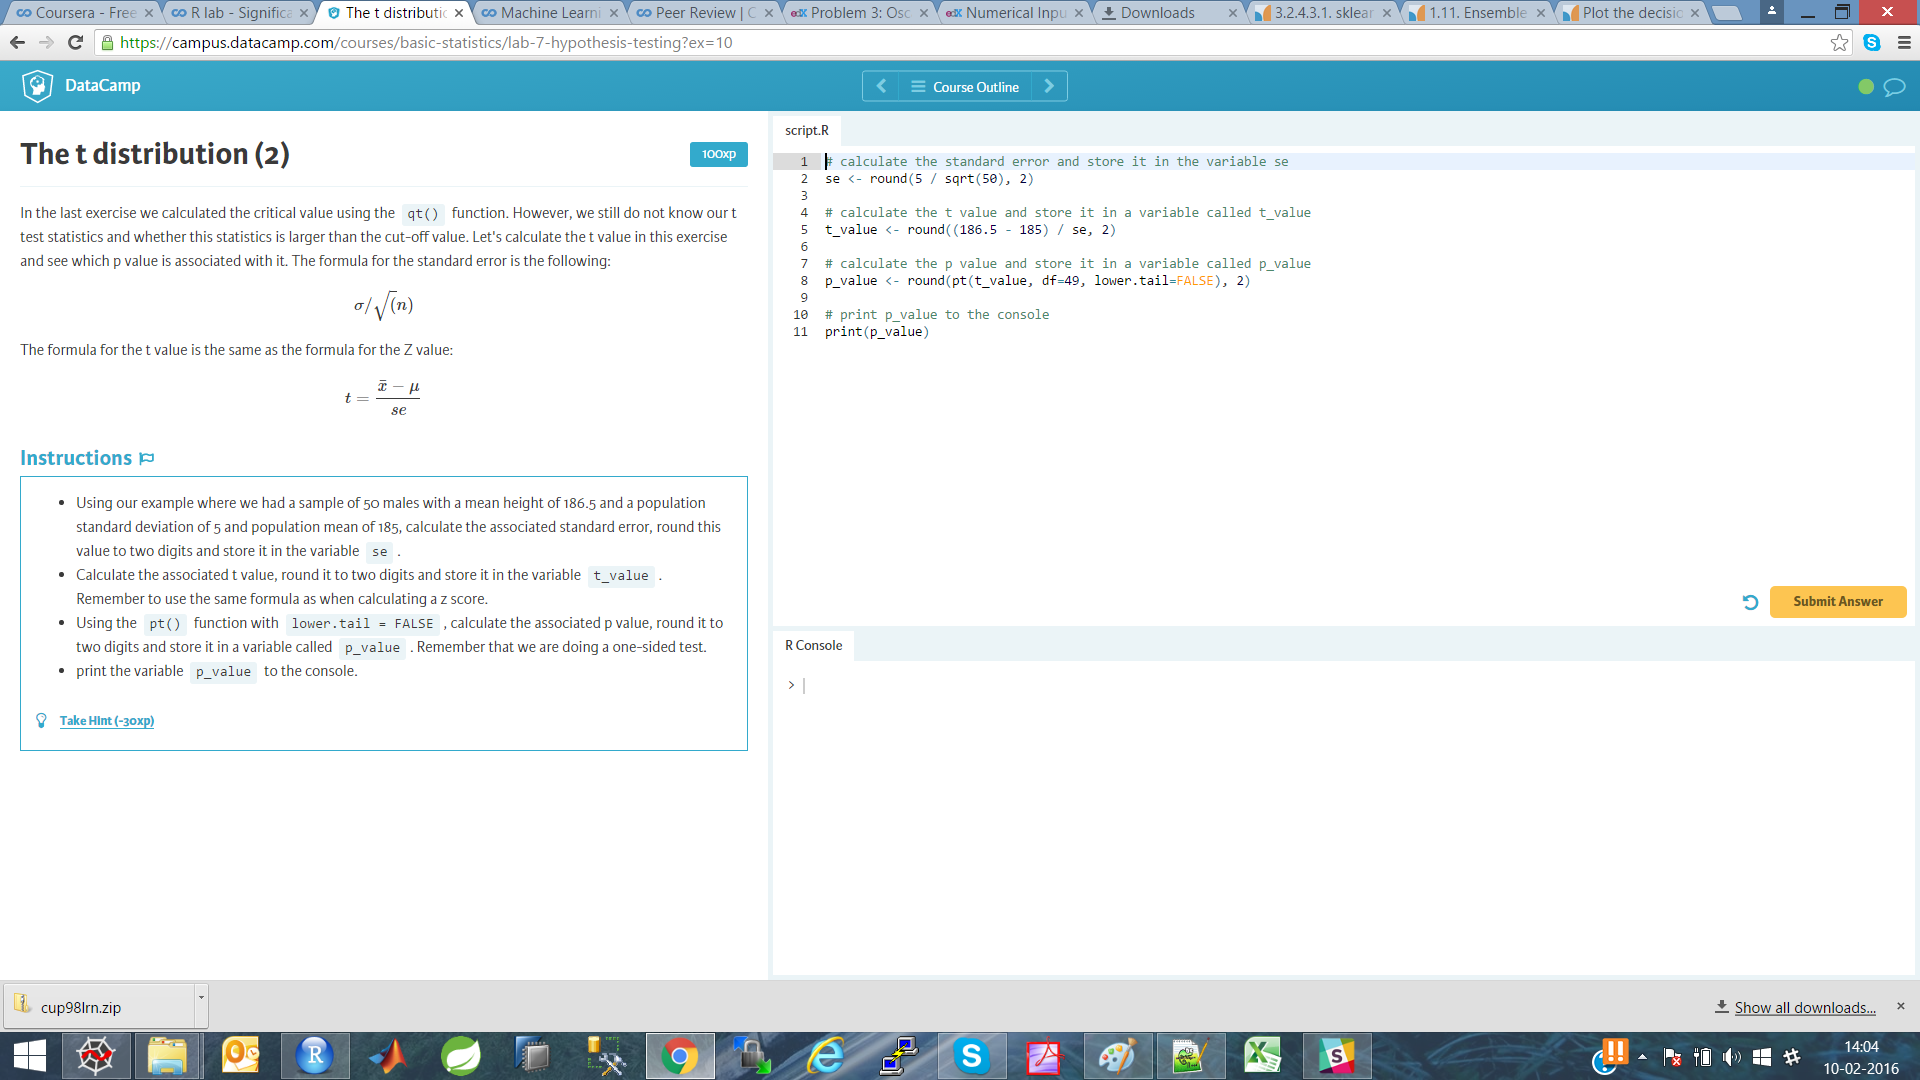 Coursera - Free
R lab - Significa
The t distributio
Machine Learni
Peer Review | C
edX Problem 3: Osc
edX Numerical Inpu
Downloads
3.2.4.3.1. sklear
1.11. Ensemble
Plot the decisio
https://campus.datacamp.com/courses/basic-statistics/lab-7-hypothesis-testing?ex=10
DataCamp
Course Outline
The t distribution (2)
100xp
In the last exercise we calculated the critical value using the qt() function. However, we still do not know our t
test statistics and whether this statistics is larger than the cut-off value. Let's calculate the t value in this exercise
and see which p value is associated with it. The formula for the standard error is the following:
σ/√(n)
The formula for the t value is the same as the formula for the Z value:
t = x̄ − μ / se
Instructions
• Using our example where we had a sample of 50 males with a mean height of 186.5 and a population
standard deviation of 5 and population mean of 185, calculate the associated standard error, round this
value to two digits and store it in the variable se .
• Calculate the associated t value, round it to two digits and store it in the variable t_value .
Remember to use the same formula as when calculating a z score.
• Using the pt() function with lower.tail = FALSE , calculate the associated p value, round it to
two digits and store it in a variable called p_value . Remember that we are doing a one-sided test.
• print the variable p_value to the console.
Take Hint (-30xp)
script.R
1 # calculate the standard error and store it in the variable se
2 se <- round(5 / sqrt(50), 2)
3
4 # calculate the t value and store it in a variable called t_value
5 t_value <- round((186.5 - 185) / se, 2)
6
7 # calculate the p value and store it in a variable called p_value
8 p_value <- round(pt(t_value, df=49, lower.tail=FALSE), 2)
9
10 # print p_value to the console
11 print(p_value)
Submit Answer
R Console
>
cup98lrn.zip
Show all downloads...
14:04
10-02-2016